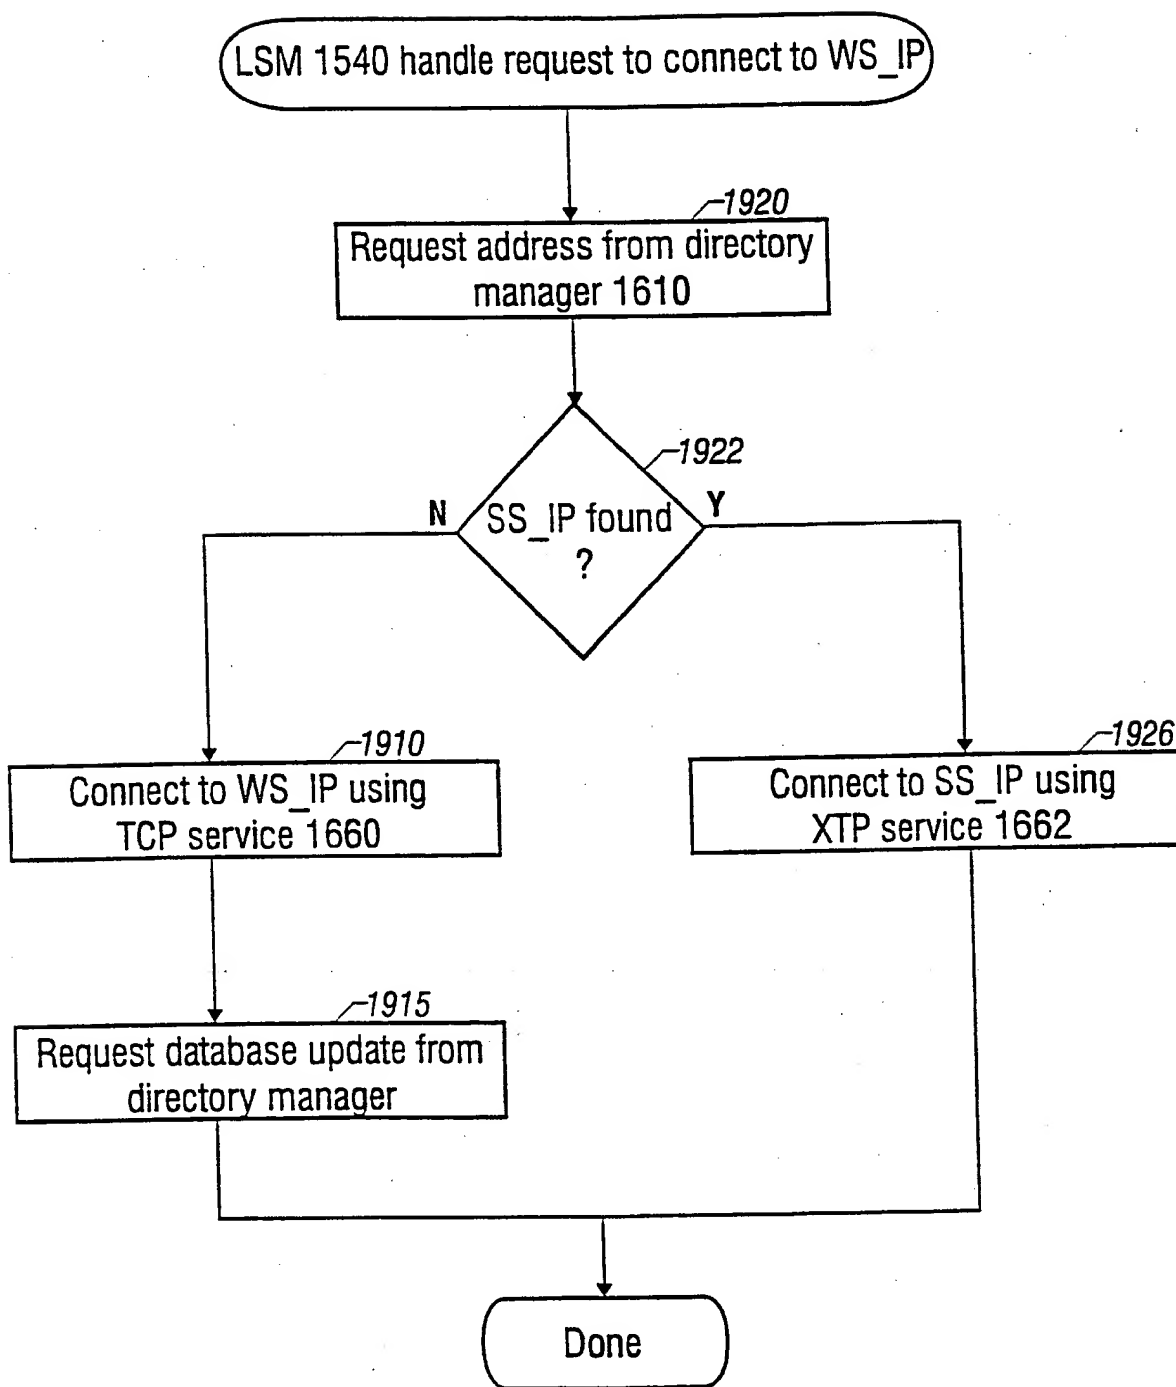 LSM 1540 handle request to connect to WS_IP
1920
Request address from directory
manager 1610
1922
N
SS_IP found
?
Y
1910
Connect to WS_IP using
TCP service 1660
1926
Connect to SS_IP using
XTP service 1662
1915
Request database update from
directory manager
Done